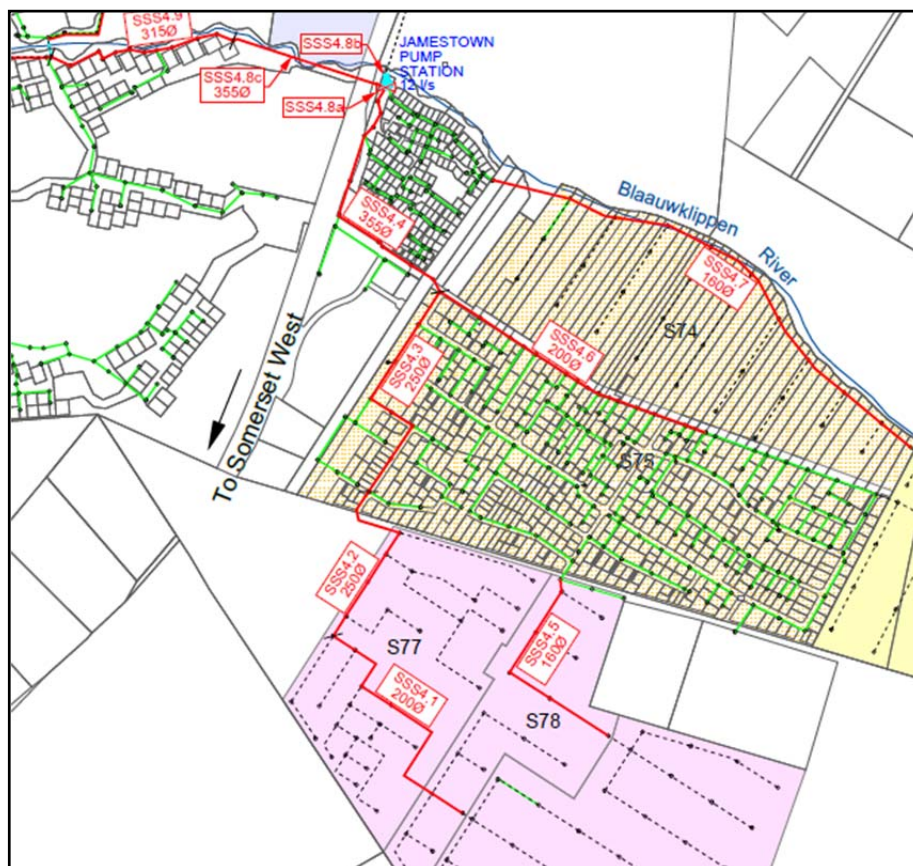 SSS4.9
315Ø
SSS4.8b
JAMESTOWN
PUMP
STATION
12 l/s
SSS4.8c
355Ø
SSS4.8a
Blaauwklippen
River
SSS4.4
355Ø
SSS4.7
160Ø
S74
SSS4.6
200Ø
SSS4.3
250Ø
To Somerset West
S75
SSS4.2
250Ø
S77
SSS4.5
160Ø
SSS4.1
200Ø
S78